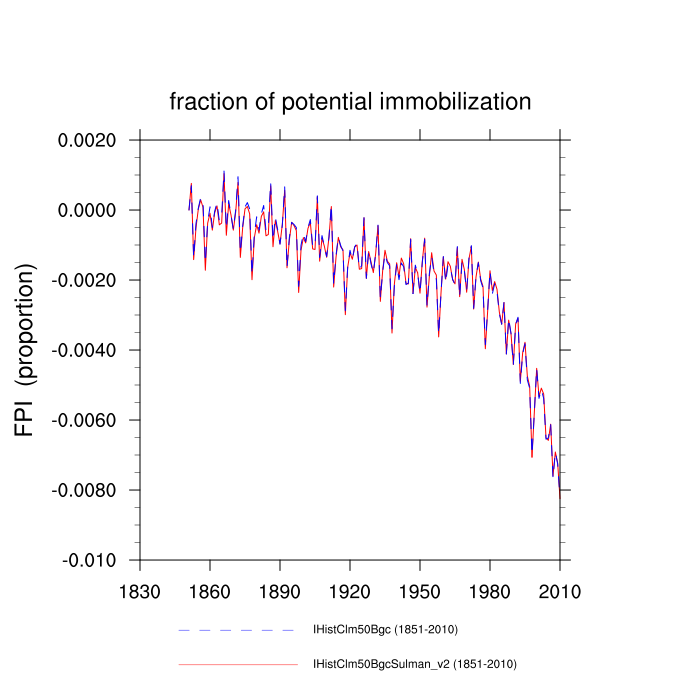 fraction of potential immobilization
FPI (proportion)
0.0020
0.0000
-0.0020
-0.0040
-0.0060
-0.0080
-0.010
1830 1860 1890 1920 1950 1980 2010
IHistClm50Bgc (1851-2010)
IHistClm50BgcSulman_v2 (1851-2010)